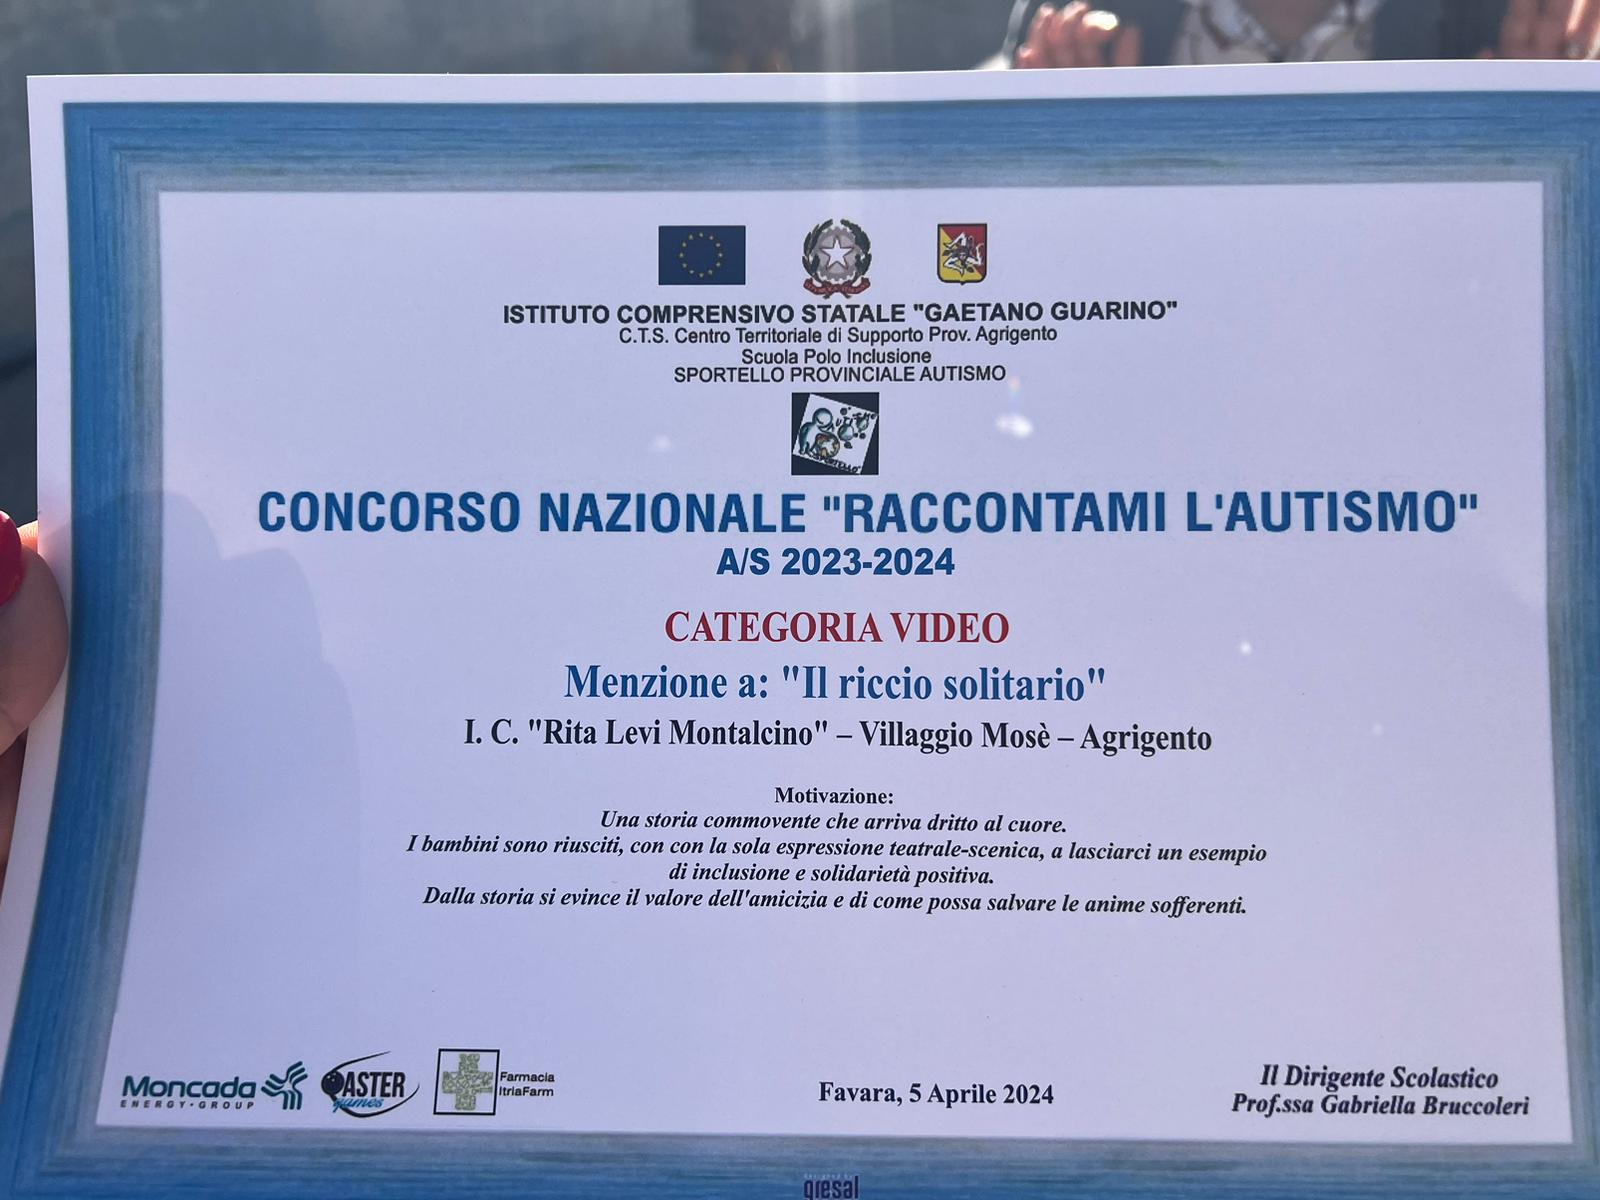 ISTITUTO COMPRENSIVO STATALE "GAETANO GUARINO"
C.T.S. Centro Territoriale di Supporto Prov. Agrigento
Scuola Polo Inclusione
SPORTELLO PROVINCIALE AUTISMO
CONCORSO NAZIONALE "RACCONTAMI L'AUTISMO"
A/S 2023-2024
CATEGORIA VIDEO
Menzione a: "Il riccio solitario"
I. C. "Rita Levi Montalcino" – Villaggio Mosè – Agrigento
Motivazione:
Una storia commovente che arriva dritto al cuore.
I bambini sono riusciti, con con la sola espressione teatrale-scenica, a lasciarci un esempio
di inclusione e solidarietà positiva.
Dalla storia si evince il valore dell'amicizia e di come possa salvare le anime sofferenti.
Moncada
ENERGY·GROUP
ASTER
games
Farmacia
ItriaFarm
Favara, 5 Aprile 2024
Il Dirigente Scolastico
Prof.ssa Gabriella Bruccoleri
giesal